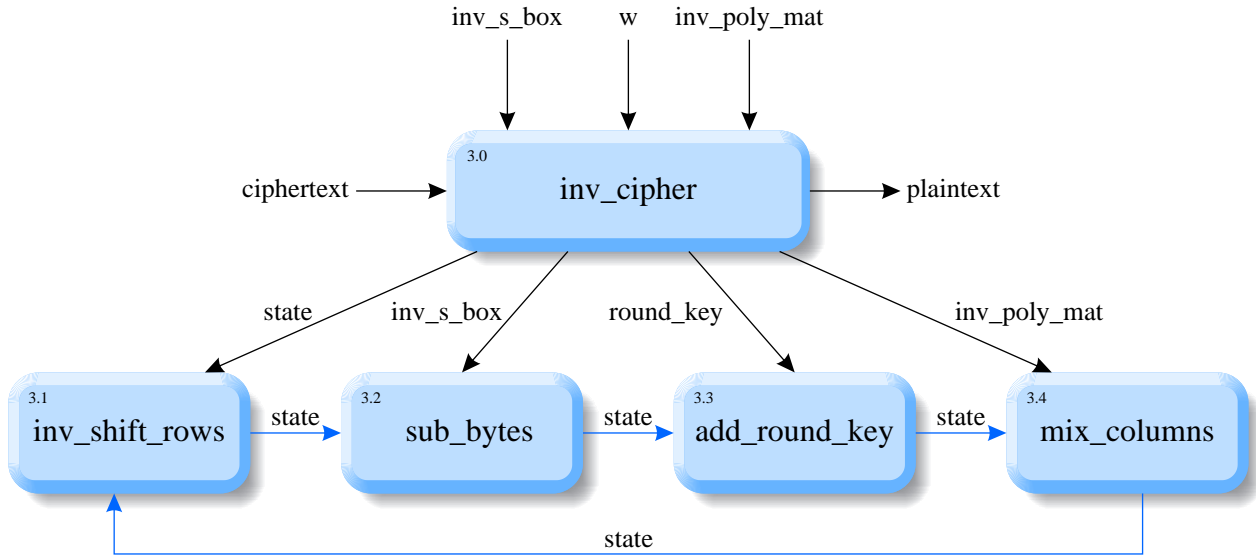 inv_s_box w inv_poly_mat
3.0
ciphertext inv_cipher plaintext
state inv_s_box round_key inv_poly_mat
3.1 3.2 3.3 3.4
inv_shift_rows state sub_bytes state add_round_key state mix_columns
state